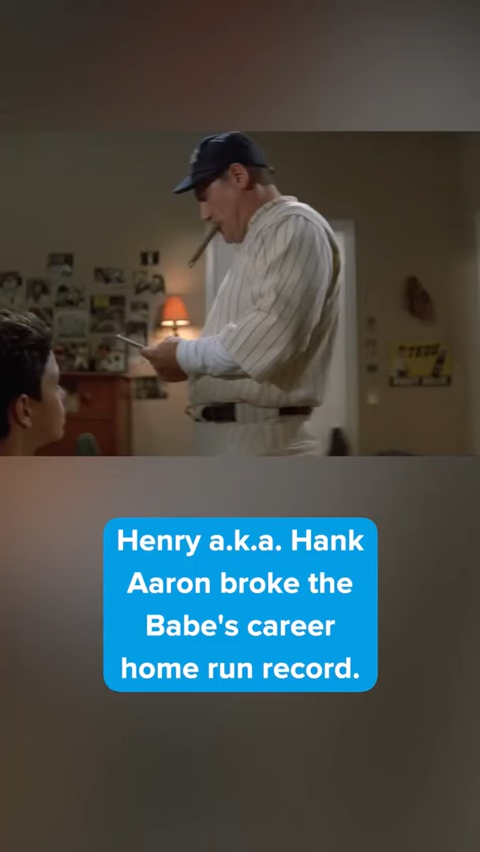 Henry a.k.a. Hank
Aaron broke the
Babe's career
home run record.